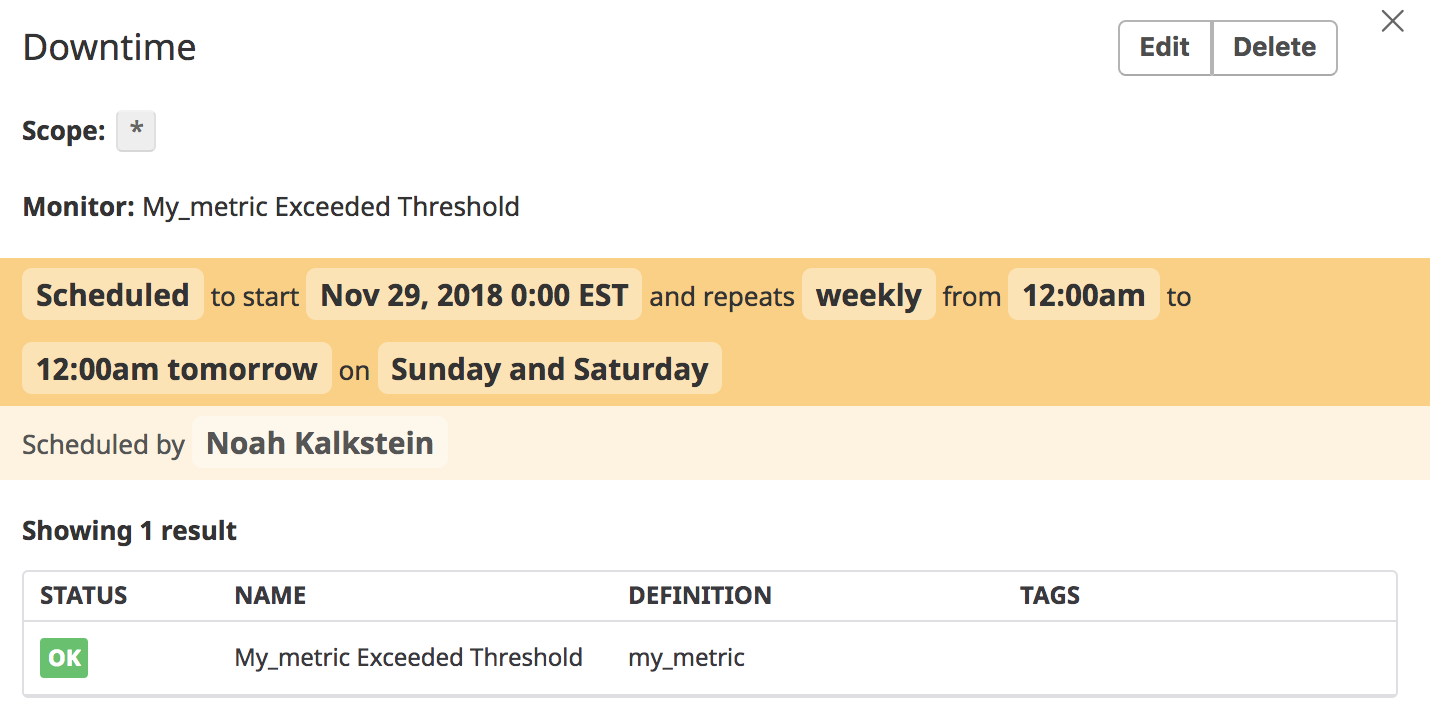 Downtime
Edit Delete
Scope: *
Monitor: My_metric Exceeded Threshold
Scheduled to start Nov 29, 2018 0:00 EST and repeats weekly from 12:00am to
12:00am tomorrow on Sunday and Saturday
Scheduled by Noah Kalkstein
Showing 1 result
STATUS NAME DEFINITION TAGS
OK My_metric Exceeded Threshold my_metric